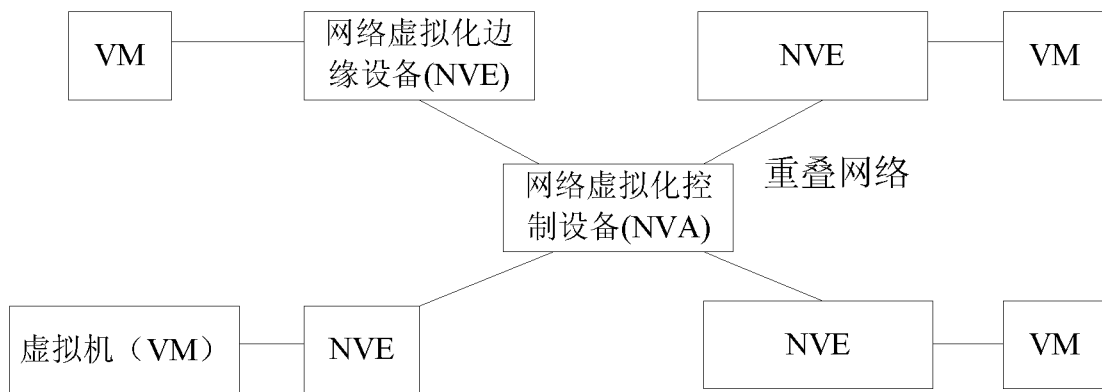 VM
网络虚拟化边
缘设备(NVE)
NVE
VM
网络虚拟化控
制设备(NVA)
重叠网络
虚拟机（VM）
NVE
NVE
VM